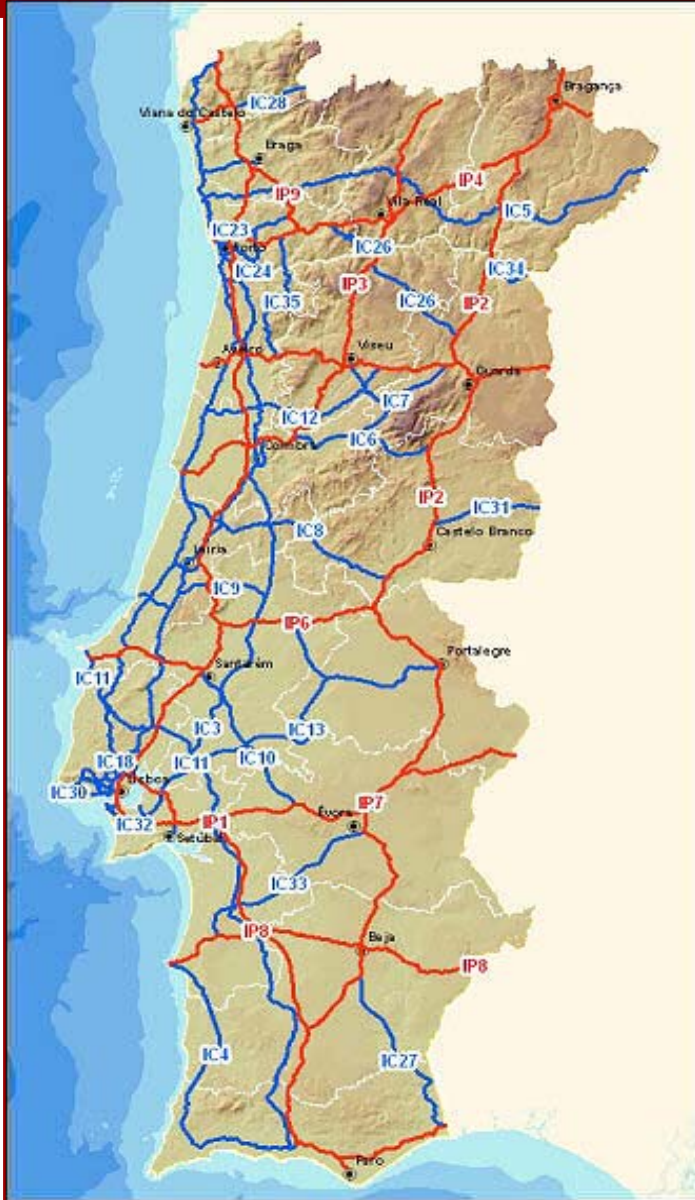 Bragança
IC28
Viana do Castelo
Braga
IP4
IP9
Vila Real
IC5
IC23
Porto
IC26
IC24
IC34
IP3
IC26
IC35
IP2
Aveiro
Viseu
Guarda
IC7
IC12
IC6
Coimbra
IP2
IC31
IC8
Castelo Branco
Leiria
IC9
IP6
Portalegre
Santarém
IC11
IC3
IC13
IC18
IC11
IC10
Lisboa
IC30
IP7
IC32
IP1
Évora
Setúbal
IC33
IP8
Beja
IP8
IC4
IC27
Faro